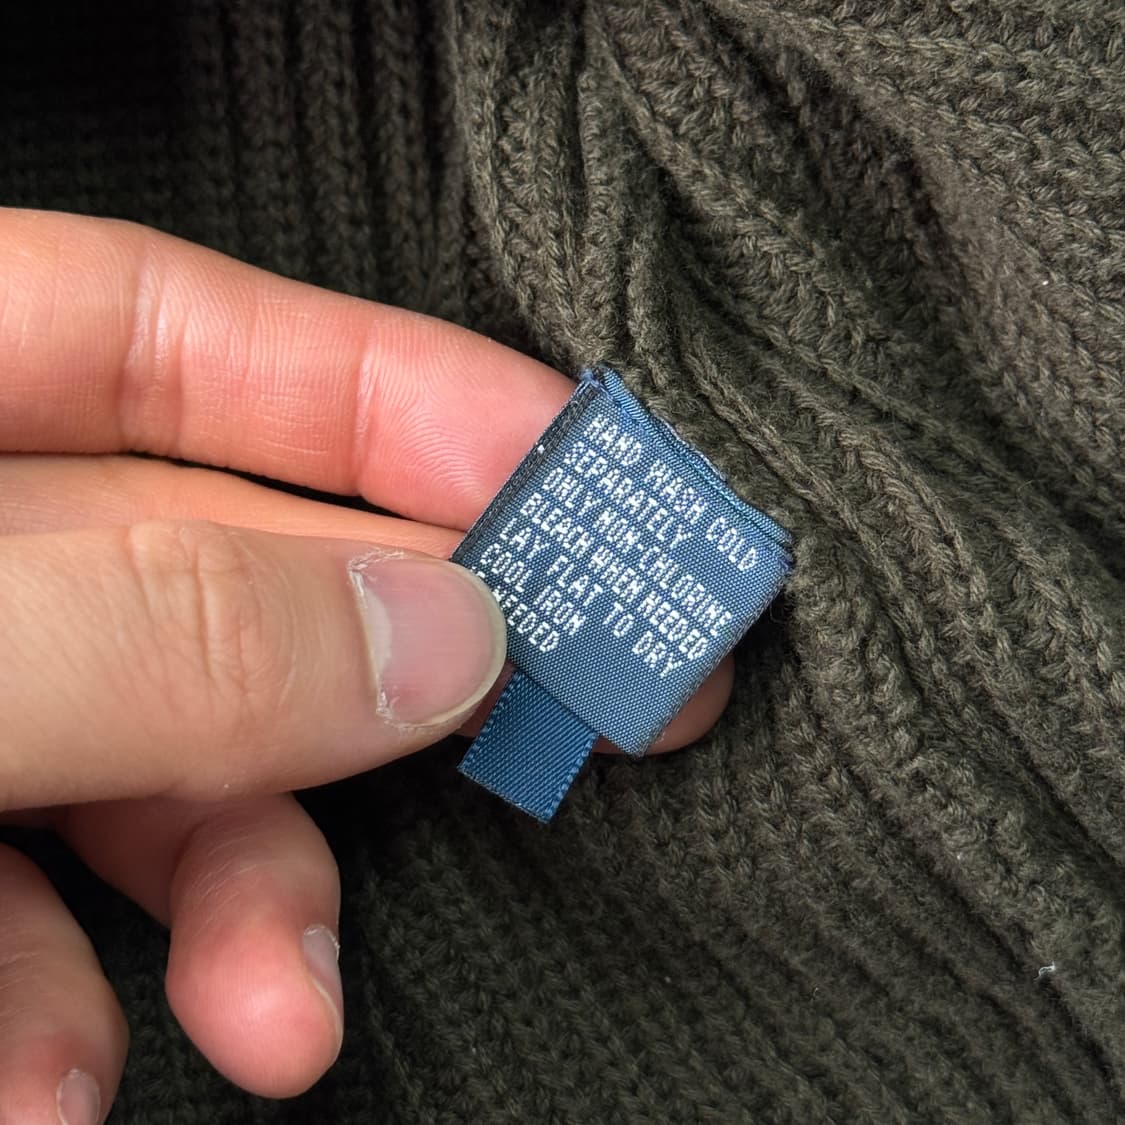 HAND WASH COLD
SEPARATELY
ONLY NON-CHLORINE
BLEACH WHEN NEEDED
LAY FLAT TO DRY
COOL IRON
NEEDED